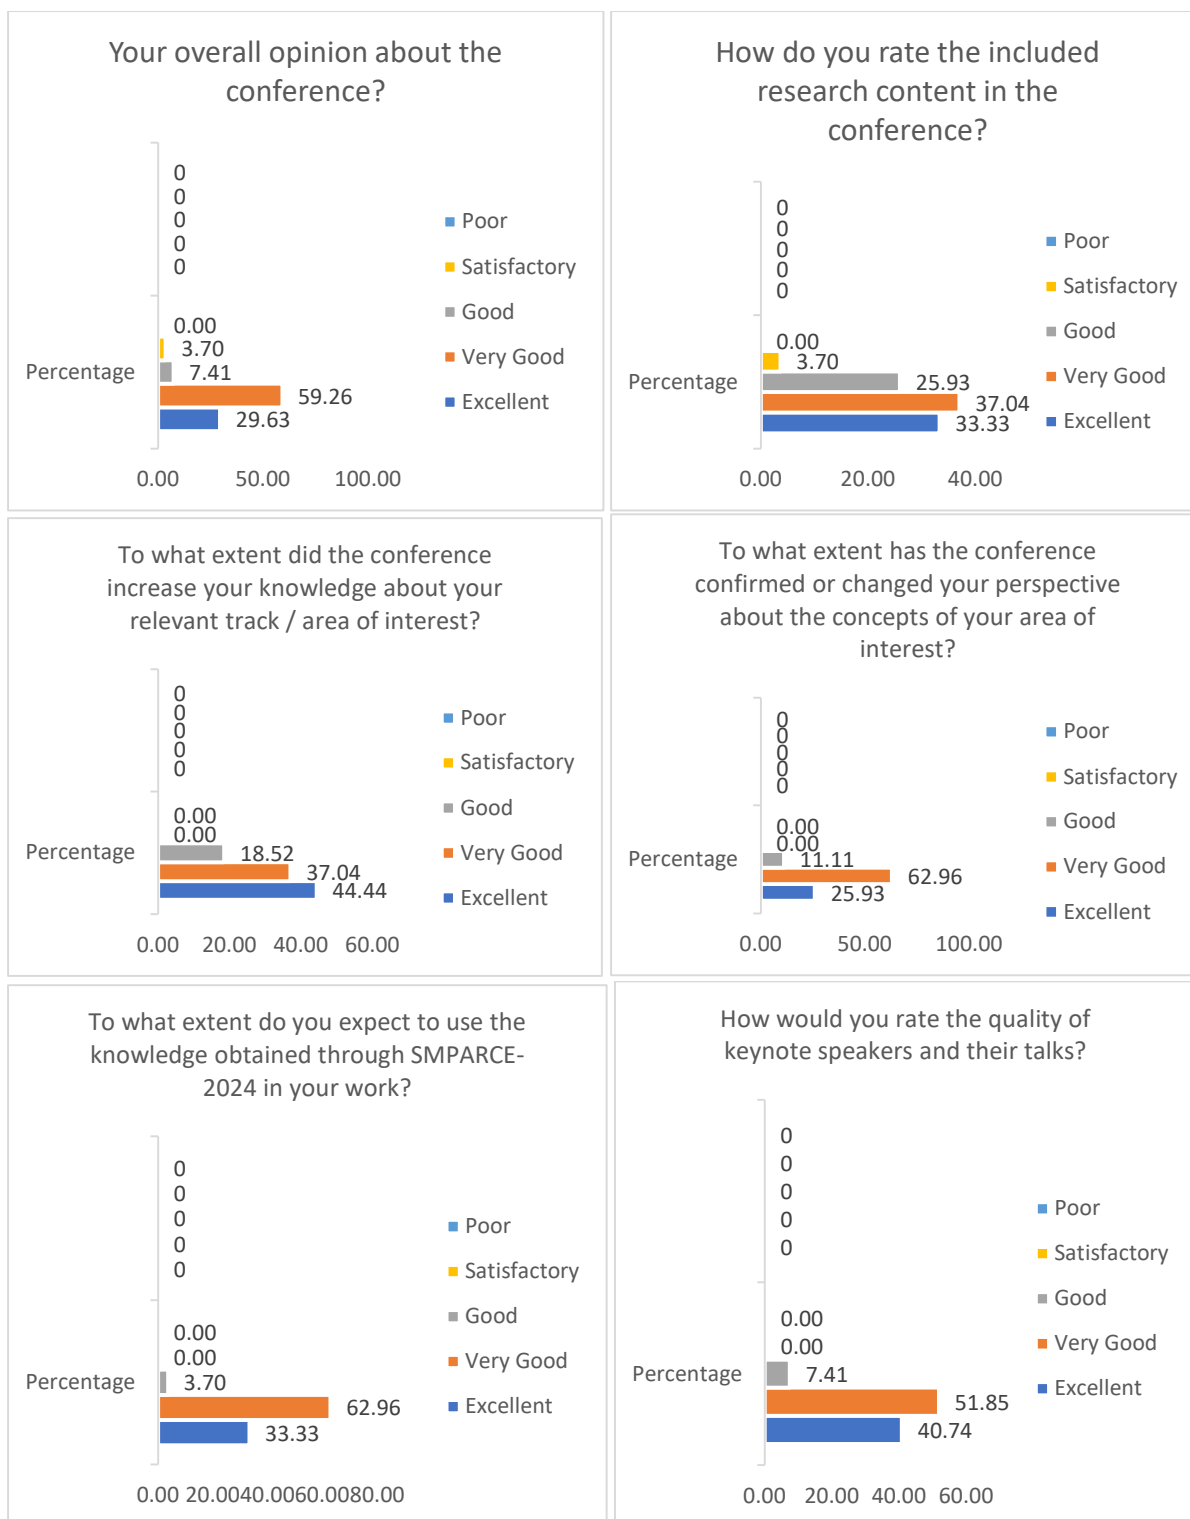 Your overall opinion about the
conference?
0
0
0
0
0
0.00
3.70
7.41
59.26
29.63
Percentage
0.00 50.00 100.00
Poor
Satisfactory
Good
Very Good
Excellent
How do you rate the included
research content in the
conference?
0
0
0
0
0
0.00
3.70
25.93
37.04
33.33
Percentage
0.00 20.00 40.00
Poor
Satisfactory
Good
Very Good
Excellent
To what extent did the conference
increase your knowledge about your
relevant track / area of interest?
0
0
0
0
0
0.00
0.00
18.52
37.04
44.44
Percentage
0.00 20.00 40.00 60.00
Poor
Satisfactory
Good
Very Good
Excellent
To what extent has the conference
confirmed or changed your perspective
about the concepts of your area of
interest?
0
0
0
0
0
0.00
0.00
11.11
62.96
25.93
Percentage
0.00 50.00 100.00
Poor
Satisfactory
Good
Very Good
Excellent
To what extent do you expect to use the
knowledge obtained through SMPARCE-
2024 in your work?
0
0
0
0
0
0.00
0.00
3.70
62.96
33.33
Percentage
0.00 20.00 40.00 60.00 80.00
Poor
Satisfactory
Good
Very Good
Excellent
How would you rate the quality of
keynote speakers and their talks?
0
0
0
0
0
0.00
0.00
7.41
51.85
40.74
Percentage
0.00 20.00 40.00 60.00
Poor
Satisfactory
Good
Very Good
Excellent